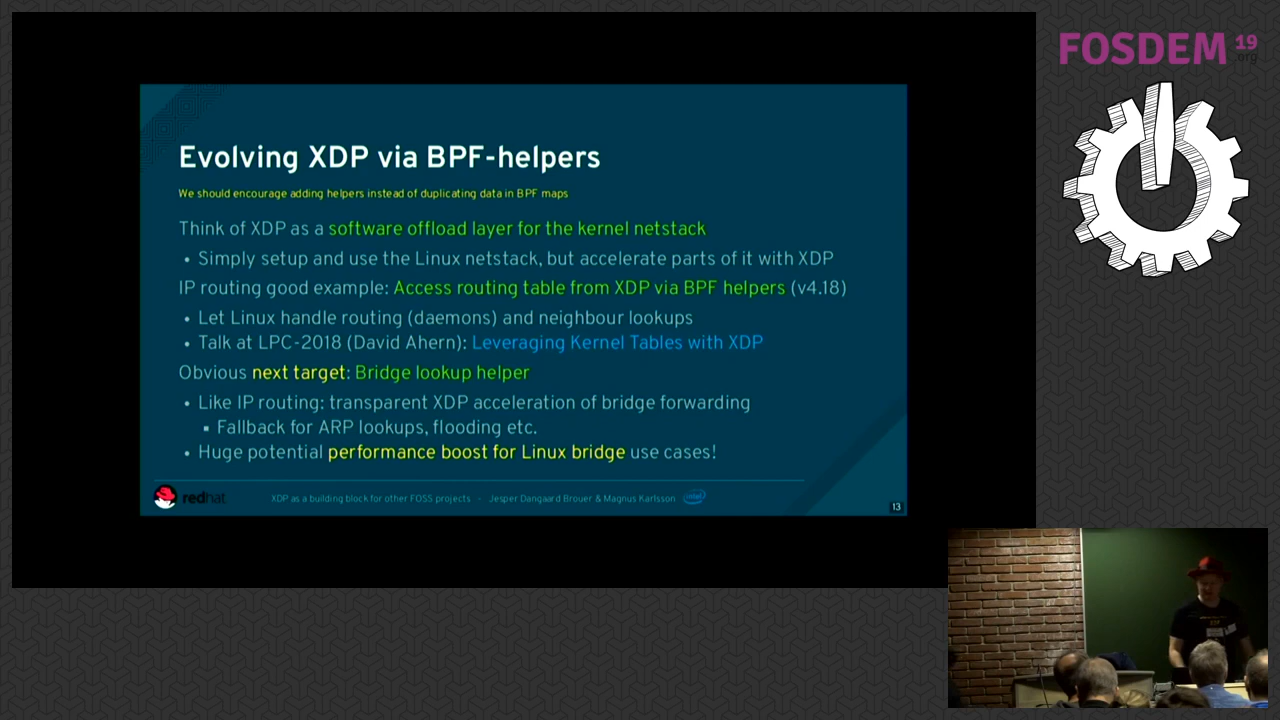 FOSDEM 19
.org
Evolving XDP via BPF-helpers
We should encourage adding helpers instead of duplicating data in BPF maps
Think of XDP as a software offload layer for the kernel netstack
• Simply setup and use the Linux netstack, but accelerate parts of it with XDP
IP routing good example: Access routing table from XDP via BPF helpers (v4.18)
• Let Linux handle routing (daemons) and neighbour lookups
• Talk at LPC-2018 (David Ahern): Leveraging Kernel Tables with XDP
Obvious next target: Bridge lookup helper
• Like IP routing: transparent XDP acceleration of bridge forwarding
▪ Fallback for ARP lookups, flooding etc.
• Huge potential performance boost for Linux bridge use cases!
redhat
XDP as a building block for other FOSS projects - Jesper Dangaard Brouer & Magnus Karlsson
intel
13